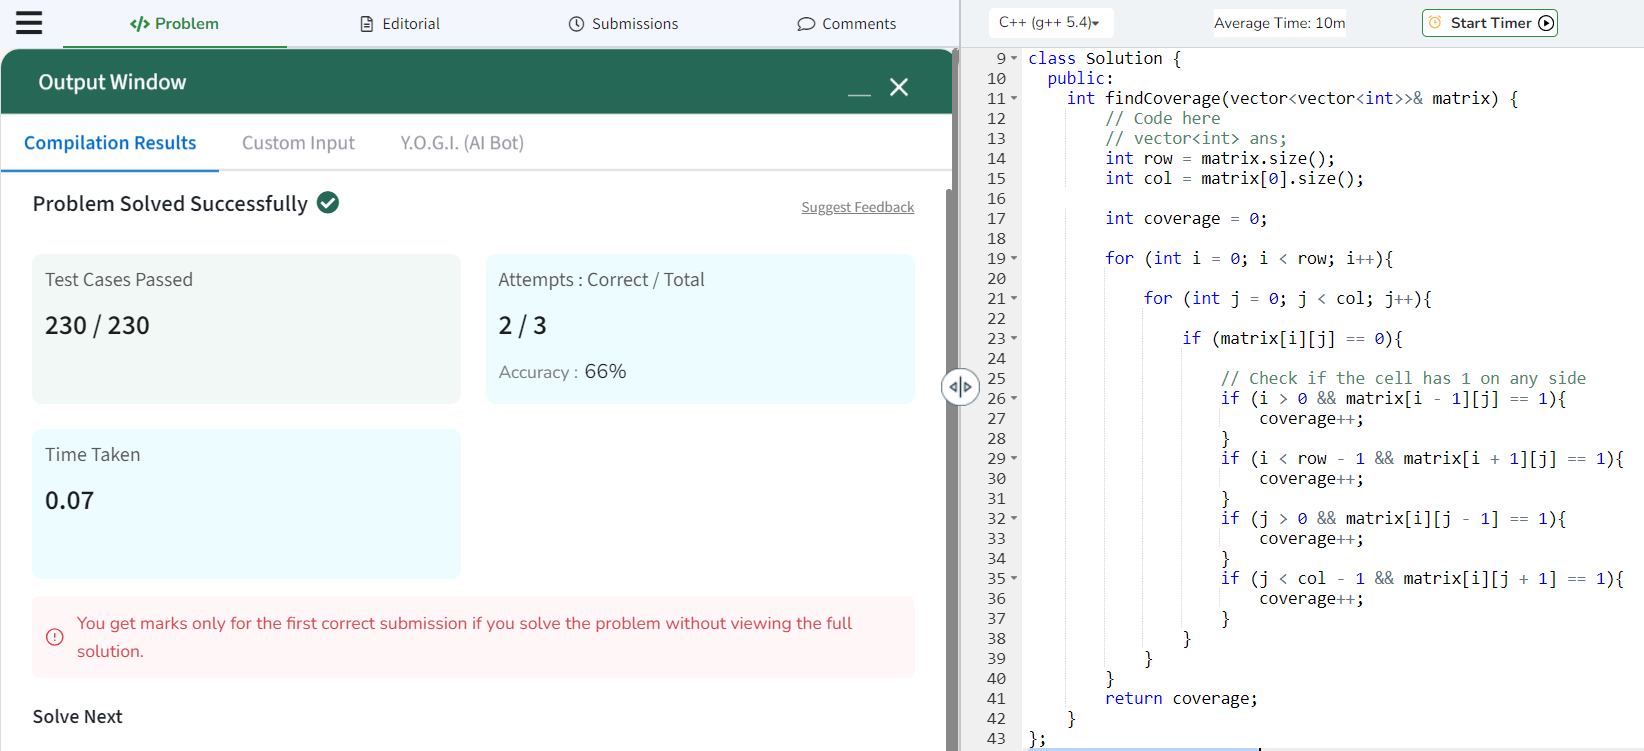 </> Problem
Editorial
Submissions
Comments
Output Window
Compilation Results
Custom Input
Y.O.G.I. (AI Bot)
Problem Solved Successfully
Suggest Feedback
Test Cases Passed
230 / 230
Attempts : Correct / Total
2 / 3
Accuracy : 66%
Time Taken
0.07
You get marks only for the first correct submission if you solve the problem without viewing the full
solution.
Solve Next
C++ (g++ 5.4)
Average Time: 10m
Start Timer
9 class Solution {
10   public:
11     int findCoverage(vector<vector<int>>& matrix) {
12         // Code here
13         // vector<int> ans;
14         int row = matrix.size();
15         int col = matrix[0].size();
16
17         int coverage = 0;
18
19         for (int i = 0; i < row; i++){
20
21             for (int j = 0; j < col; j++){
22
23                 if (matrix[i][j] == 0){
24
25                     // Check if the cell has 1 on any side
26                     if (i > 0 && matrix[i - 1][j] == 1){
27                         coverage++;
28                     }
29                     if (i < row - 1 && matrix[i + 1][j] == 1){
30                         coverage++;
31                     }
32                     if (j > 0 && matrix[i][j - 1] == 1){
33                         coverage++;
34                     }
35                     if (j < col - 1 && matrix[i][j + 1] == 1){
36                         coverage++;
37                     }
38                 }
39             }
40         }
41         return coverage;
42     }
43 };